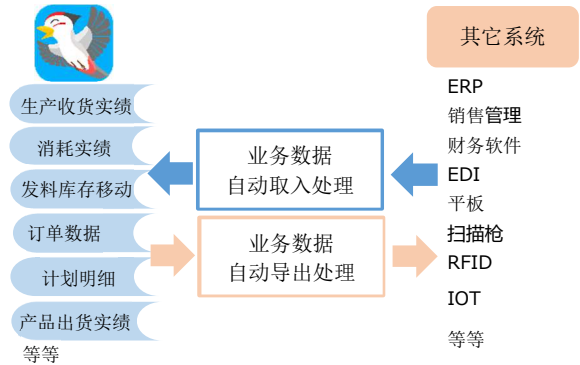 生产收货实绩
消耗实绩
发料库存移动
订单数据
计划明细
产品出货实绩
等等
业务数据
自动取入处理
业务数据
自动导出处理
其它系统
ERP
销售管理
财务软件
EDI
平板
扫描枪
RFID
IOT
等等